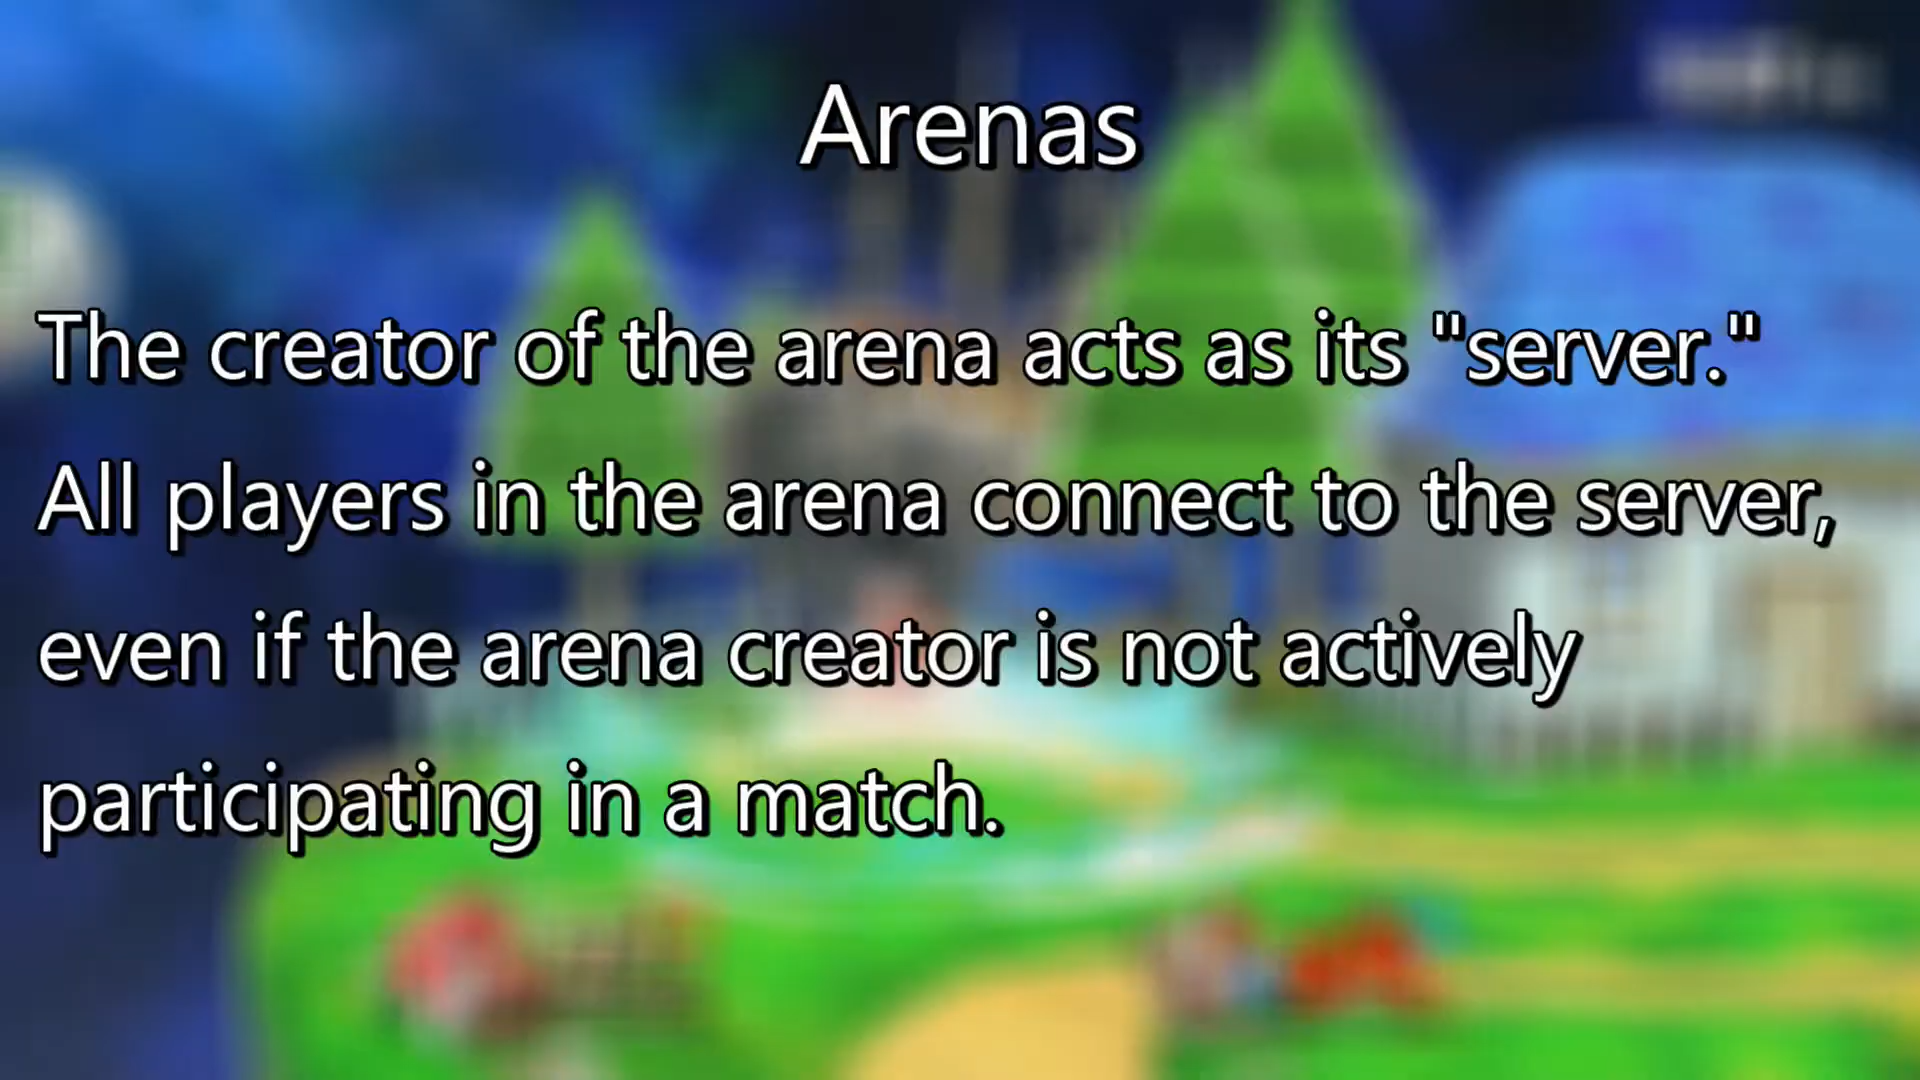 Arenas
The creator of the arena acts as its "server."
All players in the arena connect to the server,
even if the arena creator is not actively
participating in a match.